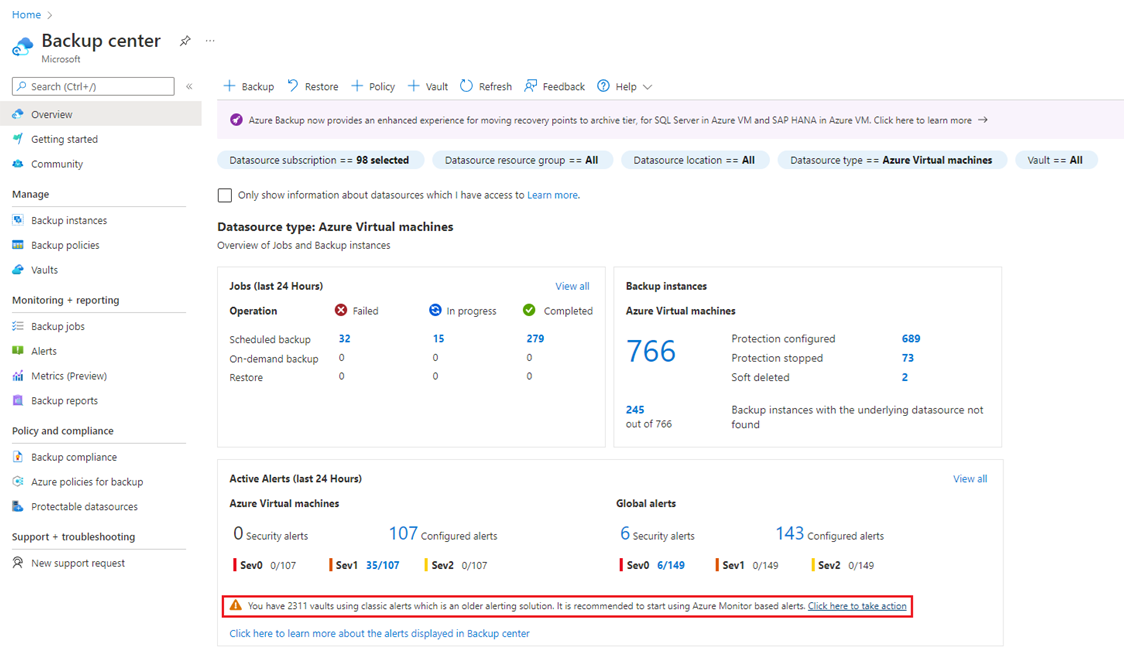 Home
Backup center
Microsoft
Search (Ctrl+/)
Overview
Getting started
Community
Manage
Backup instances
Backup policies
Vaults
Monitoring + reporting
Backup jobs
Alerts
Metrics (Preview)
Backup reports
Policy and compliance
Backup compliance
Azure policies for backup
Protectable datasources
Support + troubleshooting
New support request
Backup Restore Policy Vault Refresh Feedback Help
Azure Backup now provides an enhanced experience for moving recovery points to archive tier, for SQL Server in Azure VM and SAP HANA in Azure VM. Click here to learn more →
Datasource subscription == 98 selected Datasource resource group == All Datasource location == All Datasource type == Azure Virtual machines Vault == All
Only show information about datasources which I have access to Learn more.
Datasource type: Azure Virtual machines
Overview of Jobs and Backup instances
Jobs (last 24 Hours) View all
Operation Failed In progress Completed
Scheduled backup 32 15 279
On-demand backup 0 0 0
Restore 0 0 0
Backup instances
Azure Virtual machines
766
Protection configured 689
Protection stopped 73
Soft deleted 2
245
out of 766
Backup instances with the underlying datasource not
found
Active Alerts (last 24 Hours) View all
Azure Virtual machines
0 Security alerts 107 Configured alerts
Sev0 0/107 Sev1 35/107 Sev2 0/107
Global alerts
6 Security alerts 143 Configured alerts
Sev0 6/149 Sev1 0/149 Sev2 0/149
You have 2311 vaults using classic alerts which is an older alerting solution. It is recommended to start using Azure Monitor based alerts. Click here to take action
Click here to learn more about the alerts displayed in Backup center